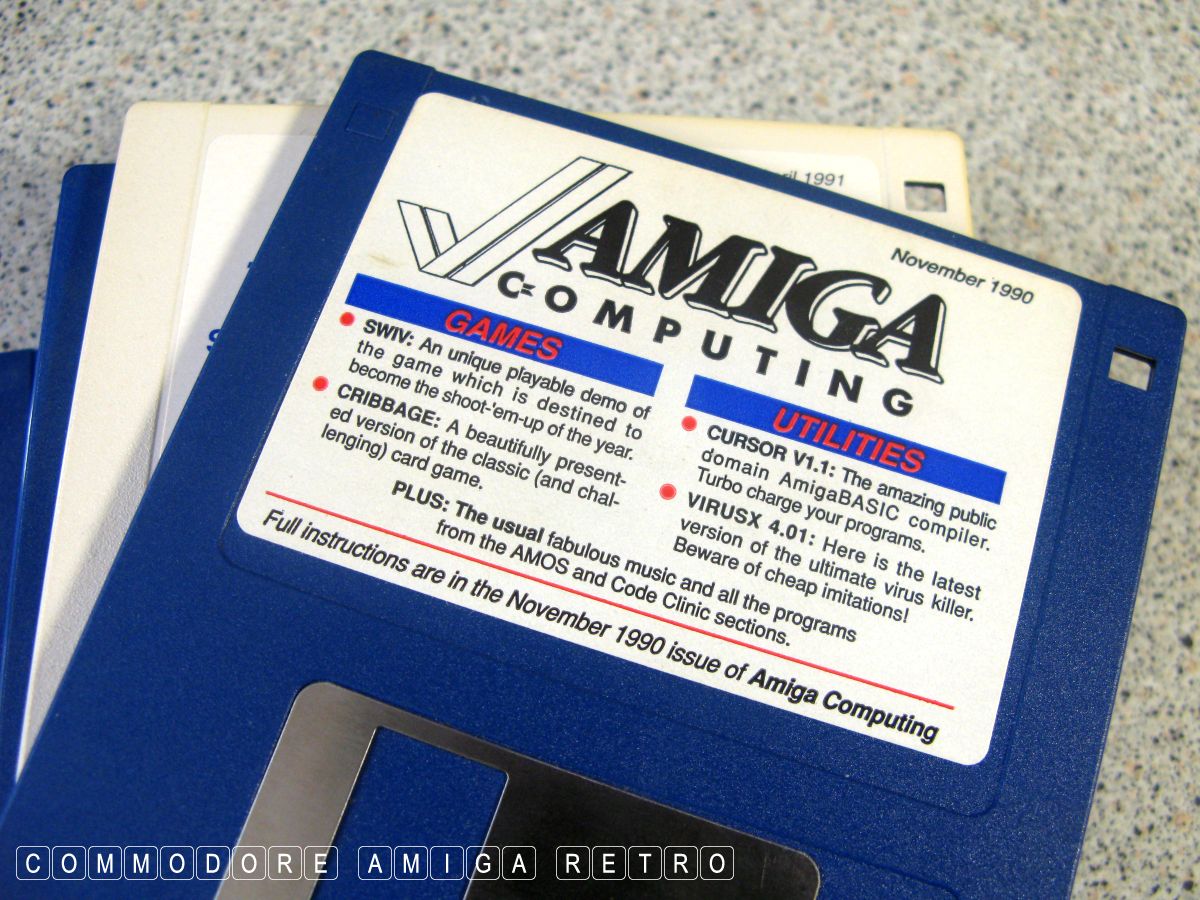 April 1991
November 1990
AMIGA
COMPUTING
GAMES
SWIV: An unique playable demo of
the game which is destined to
become the shoot-'em-up of the year.
CRIBBAGE: A beautifully present-
ed version of the classic (and chal-
lenging) card game.
UTILITIES
CURSOR V1.1: The amazing public
domain AmigaBASIC compiler.
Turbo charge your programs.
VIRUSX 4.01: Here is the latest
version of the ultimate virus killer.
Beware of cheap imitations!
PLUS: The usual fabulous music and all the programs
from the AMOS and Code Clinic sections.
Full instructions are in the November 1990 issue of Amiga Computing
COMMODORE AMIGA RETRO